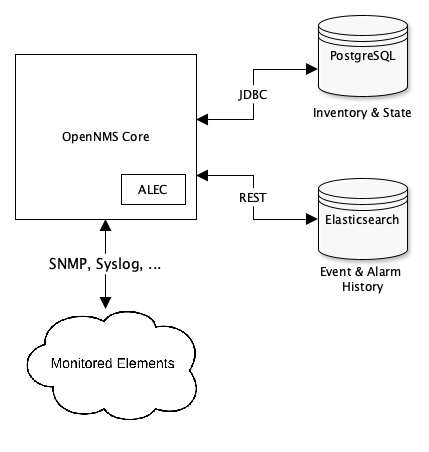 PostgreSQL
JDBC
Inventory & State
OpenNMS Core
ALEC
REST
Elasticsearch
Event & Alarm
History
SNMP, Syslog, ...
Monitored Elements